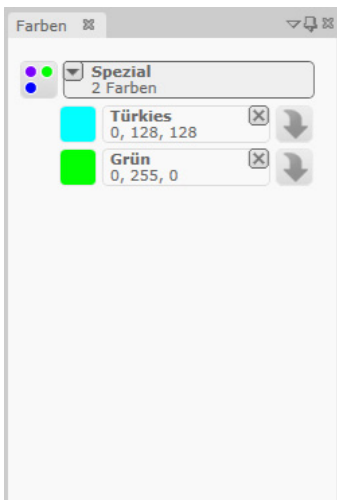 Farben
Spezial
2 Farben
Türkies
0, 128, 128
Grün
0, 255, 0